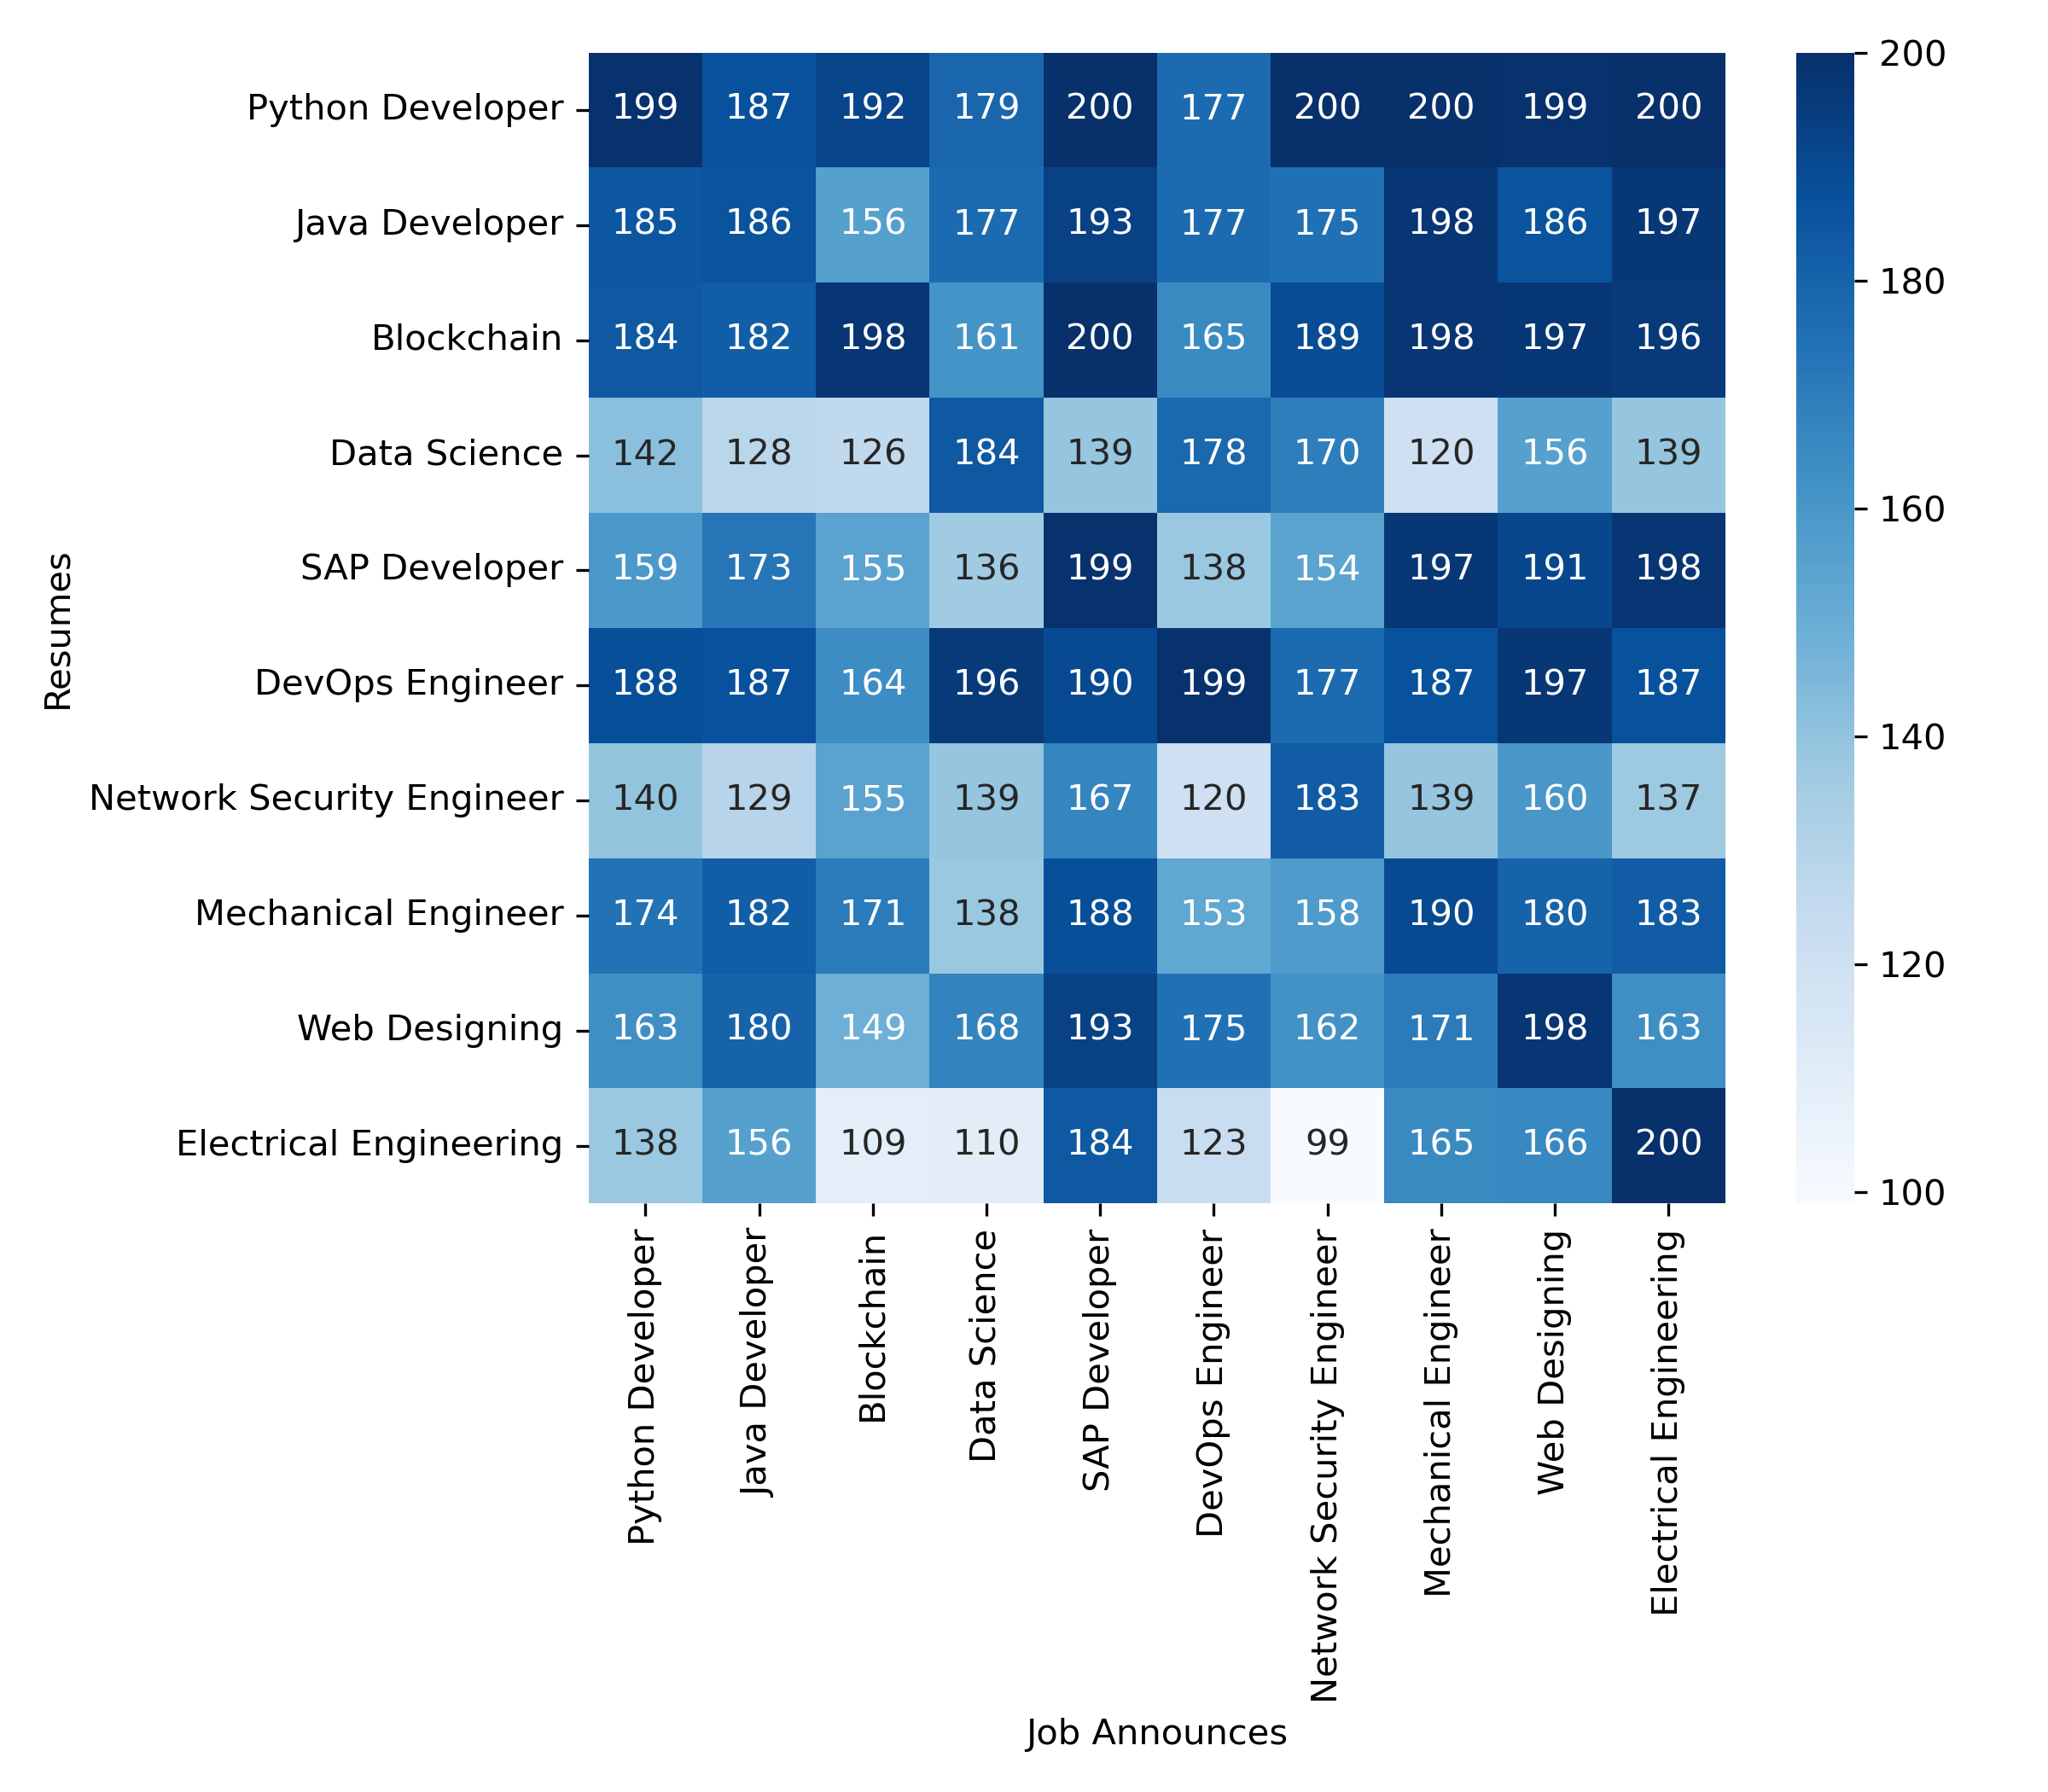 Python Developer 199 187 192 179 200 177 200 200 199 200
Java Developer 185 186 156 177 193 177 175 198 186 197
Blockchain 184 182 198 161 200 165 189 198 197 196
Data Science 142 128 126 184 139 178 170 120 156 139
SAP Developer 159 173 155 136 199 138 154 197 191 198
DevOps Engineer 188 187 164 196 190 199 177 187 197 187
Network Security Engineer 140 129 155 139 167 120 183 139 160 137
Mechanical Engineer 174 182 171 138 188 153 158 190 180 183
Web Designing 163 180 149 168 193 175 162 171 198 163
Electrical Engineering 138 156 109 110 184 123 99 165 166 200
Resumes
Python Developer
Java Developer
Blockchain
Data Science
SAP Developer
DevOps Engineer
Network Security Engineer
Mechanical Engineer
Web Designing
Electrical Engineering
Job Announces
200
180
160
140
120
100